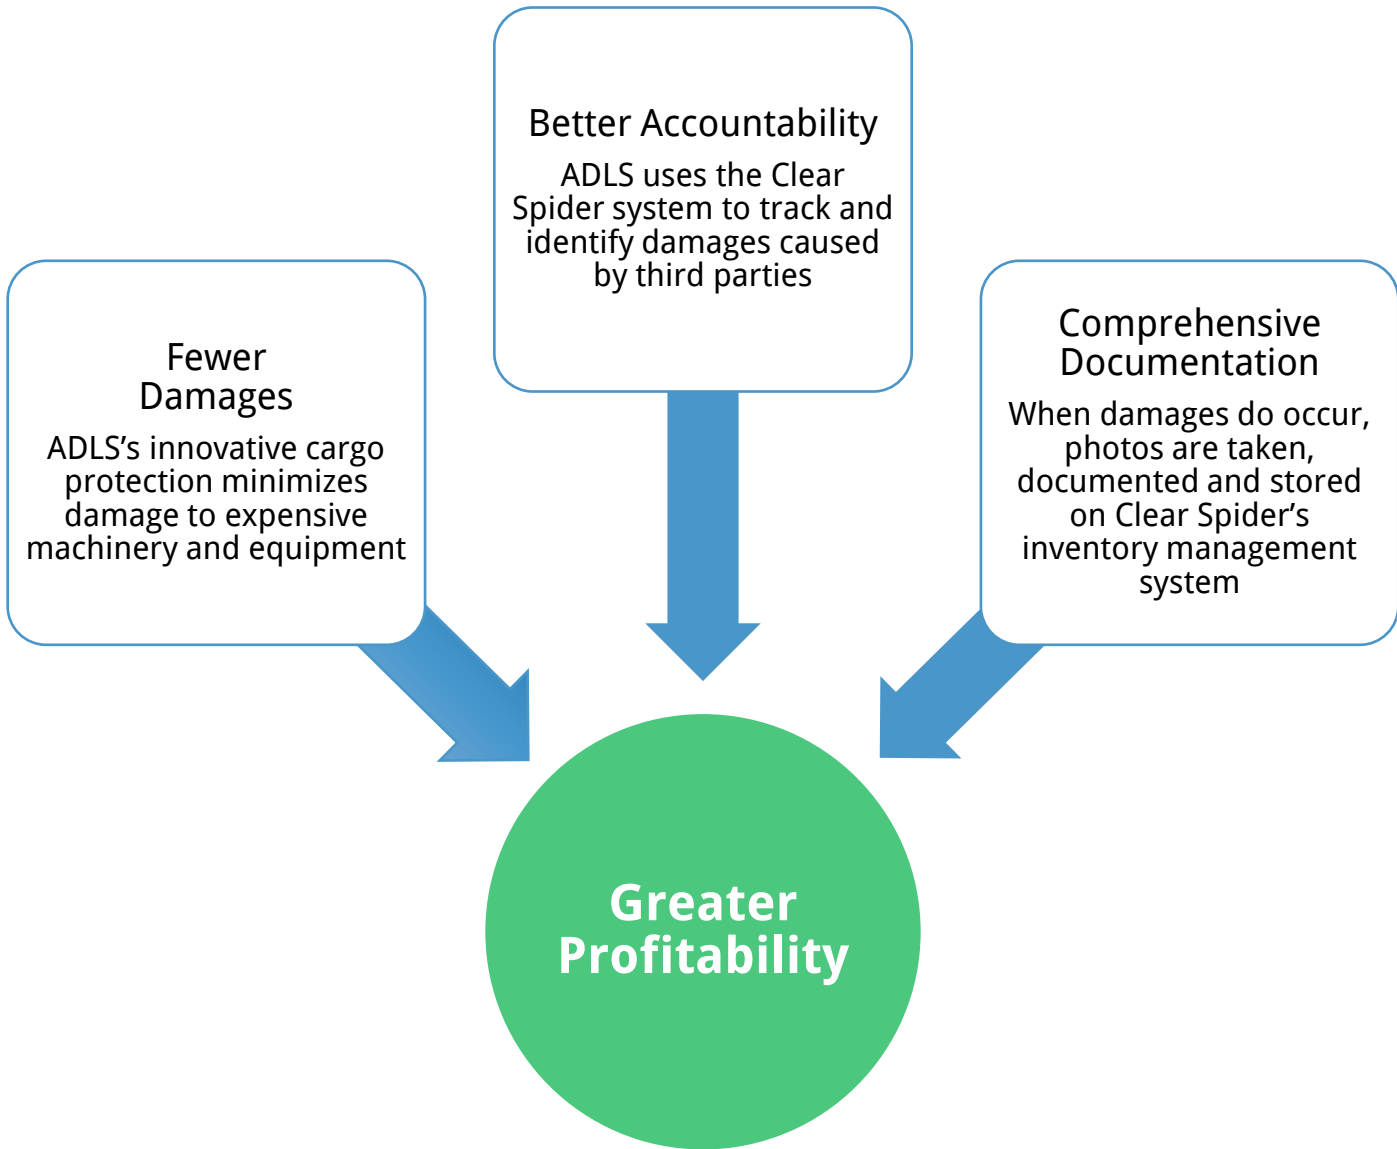 Better Accountability
ADLS uses the Clear
Spider system to track and
identify damages caused
by third parties
Fewer
Damages
ADLS’s innovative cargo
protection minimizes
damage to expensive
machinery and equipment
Comprehensive
Documentation
When damages do occur,
photos are taken,
documented and stored
on Clear Spider’s
inventory management
system
Greater
Profitability